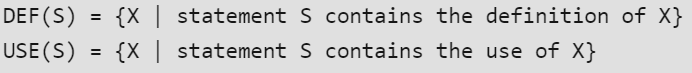 DEF(S) = {X | statement S contains the definition of X}
USE(S) = {X | statement S contains the use of X}